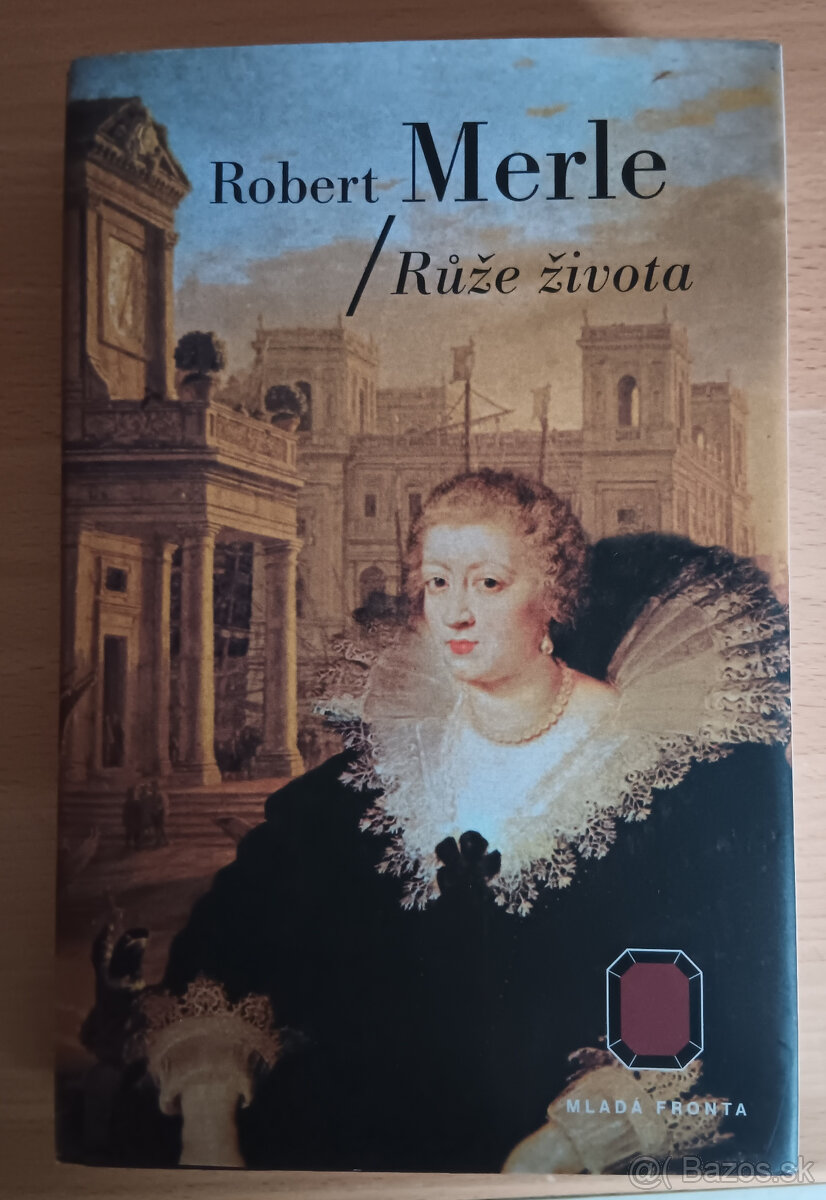 Robert Merle
/ Růže života
MLADÁ FRONTA
@( Bazos.sk